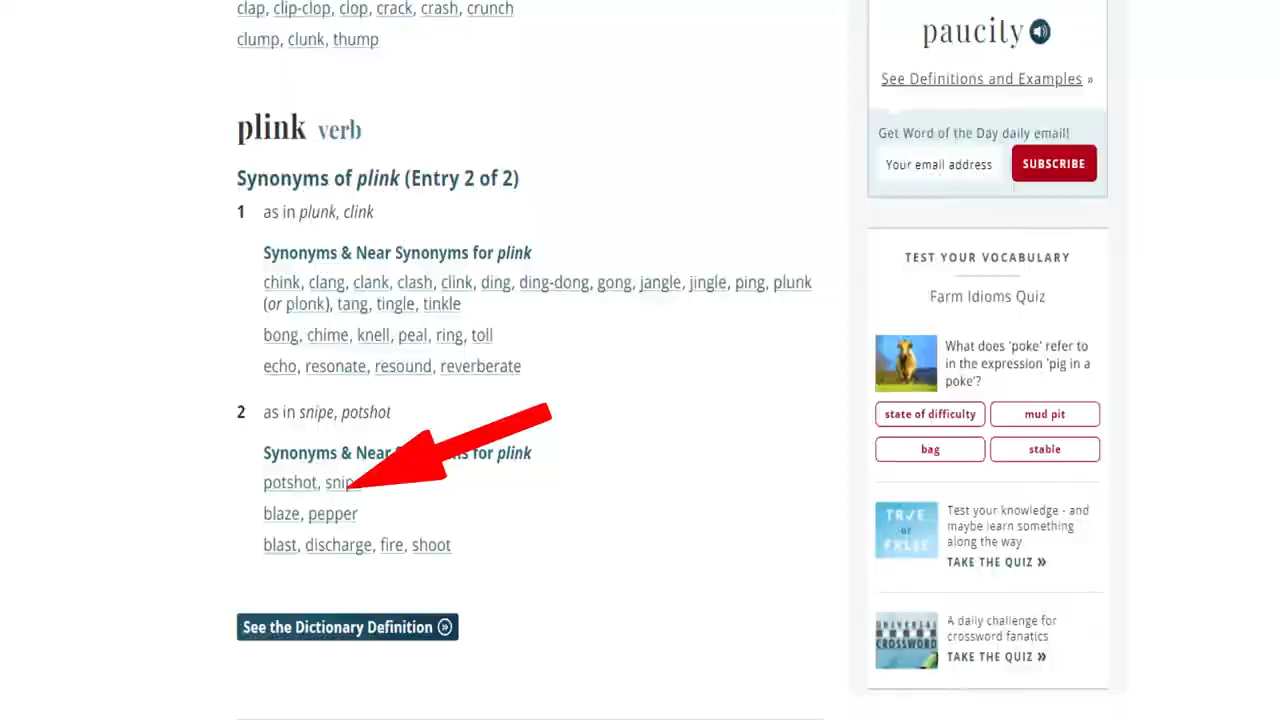 clap, clip-clop, clop, crack, crash, crunch
clump, clunk, thump
plink verb
Synonyms of plink (Entry 2 of 2)
1 as in plunk, clink
Synonyms & Near Synonyms for plink
chink, clang, clank, clash, clink, ding, ding-dong, gong, jangle, jingle, ping, plunk
(or plonk), tang, tingle, tinkle
bong, chime, knell, peal, ring, toll
echo, resonate, resound, reverberate
2 as in snipe, potshot
Synonyms & Near Synonyms for plink
potshot, snipe
blaze, pepper
blast, discharge, fire, shoot
See the Dictionary Definition
paucity
See Definitions and Examples »
Get Word of the Day daily email!
Your email address
SUBSCRIBE
TEST YOUR VOCABULARY
Farm Idioms Quiz
What does 'poke' refer to
in the expression 'pig in a
poke'?
state of difficulty
mud pit
bag
stable
TRUE
or
FALSE
Test your knowledge - and
maybe learn something
along the way
TAKE THE QUIZ »
UNIVERSAL
CROSSWORD
A daily challenge for
crossword fanatics
TAKE THE QUIZ »